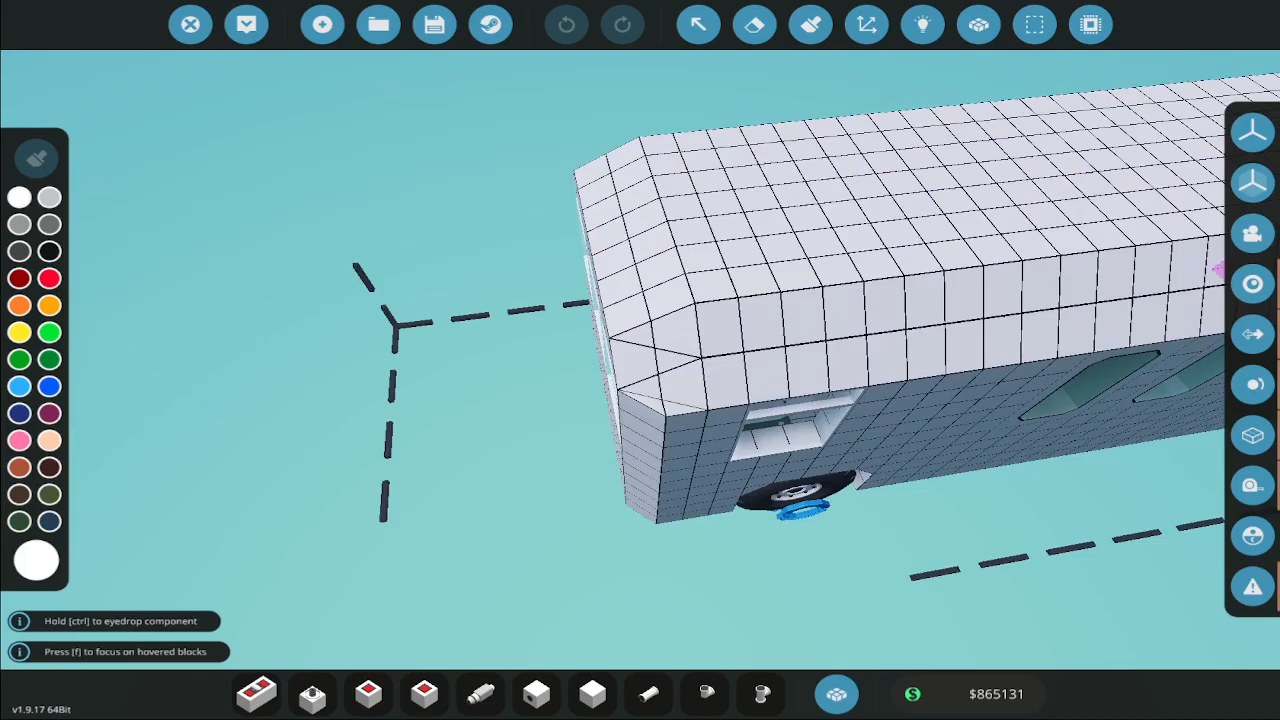 Hold [ctrl] to eyedrop component
Press [f] to focus on hovered blocks
v1.9.17 64Bit
$865131